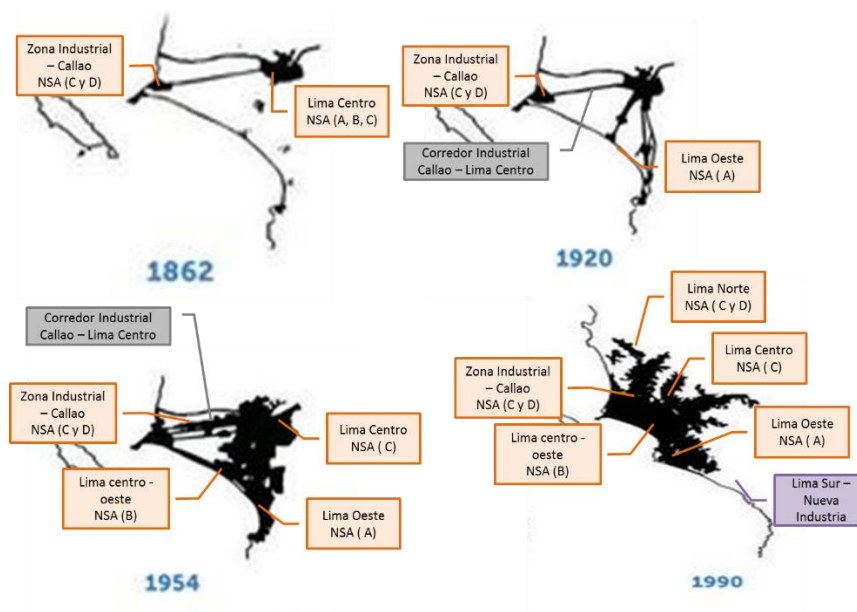 Zona Industrial
– Callao
NSA (C y D)
Lima Centro
NSA (A, B, C)
1862
Zona Industrial
– Callao
NSA (C y D)
Corredor Industrial
Callao – Lima Centro
Lima Oeste
NSA ( A)
1920
Corredor Industrial
Callao – Lima Centro
Zona Industrial
– Callao
NSA (C y D)
Lima Centro
NSA ( C)
Lima centro -
oeste
NSA (B)
Lima Oeste
NSA ( A)
1954
Lima Norte
NSA ( C y D)
Lima Centro
NSA ( C)
Zona Industrial
– Callao
NSA (C y D)
Lima Oeste
NSA ( A)
Lima centro -
oeste
NSA (B)
Lima Sur –
Nueva
Industria
1990